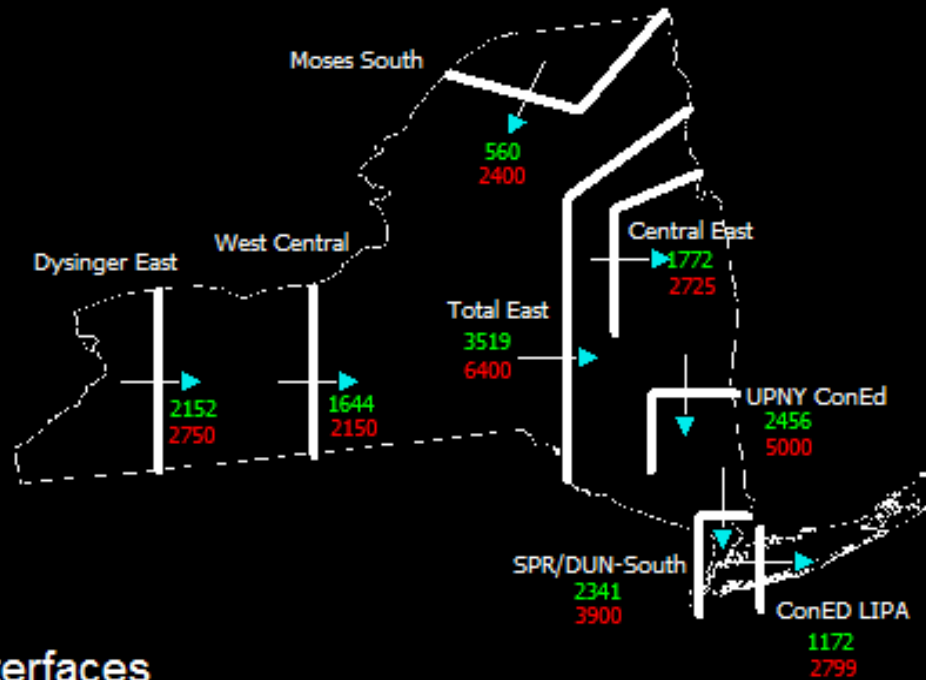 Moses South
560
2400
Central East
1772
2725
West Central
Dysinger East
Total East
3519
6400
2152
2750
1644
2150
UPNY ConEd
2456
5000
SPR/DUN-South
2341
3900
ConED LIPA
1172
2799